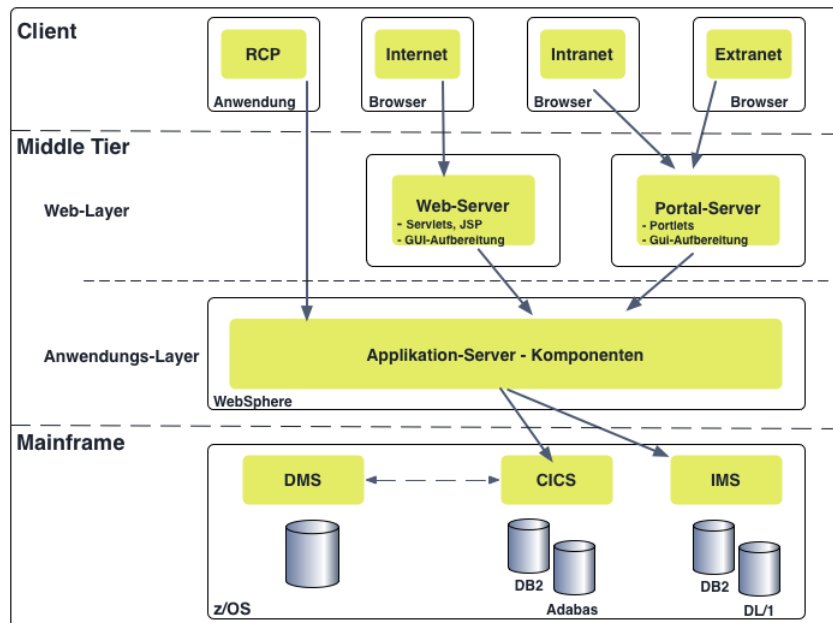 Client
RCP
Internet
Intranet
Extranet
Anwendung
Browser
Browser
Browser
Middle Tier
Web-Layer
Web-Server
- Servlets, JSP
- GUI-Aufbereitung
Portal-Server
- Portlets
- Gui-Aufbereitung
Anwendungs-Layer
Applikation-Server - Komponenten
WebSphere
Mainframe
DMS
CICS
IMS
DB2
Adabas
DB2
DL/1
z/OS